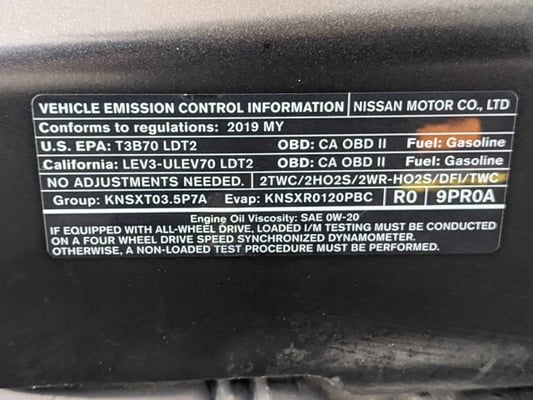 VEHICLE EMISSION CONTROL INFORMATION NISSAN MOTOR CO., LTD
Conforms to regulations: 2019 MY
U.S. EPA: T3B70 LDT2 OBD: CA OBD II Fuel: Gasoline
California: LEV3-ULEV70 LDT2 OBD: CA OBD II Fuel: Gasoline
NO ADJUSTMENTS NEEDED. 2TWC/2HO2S/2WR-HO2S/DFI/TWC
Group: KNSXT03.5P7A Evap: KNSXR0120PBC R0 9PR0A
Engine Oil Viscosity: SAE 0W-20
IF EQUIPPED WITH ALL-WHEEL DRIVE, LOADED I/M TESTING MUST BE CONDUCTED
ON A FOUR WHEEL DRIVE SPEED SYNCHRONIZED DYNAMOMETER.
OTHERWISE, A NON-LOADED TEST PROCEDURE MUST BE PERFORMED.